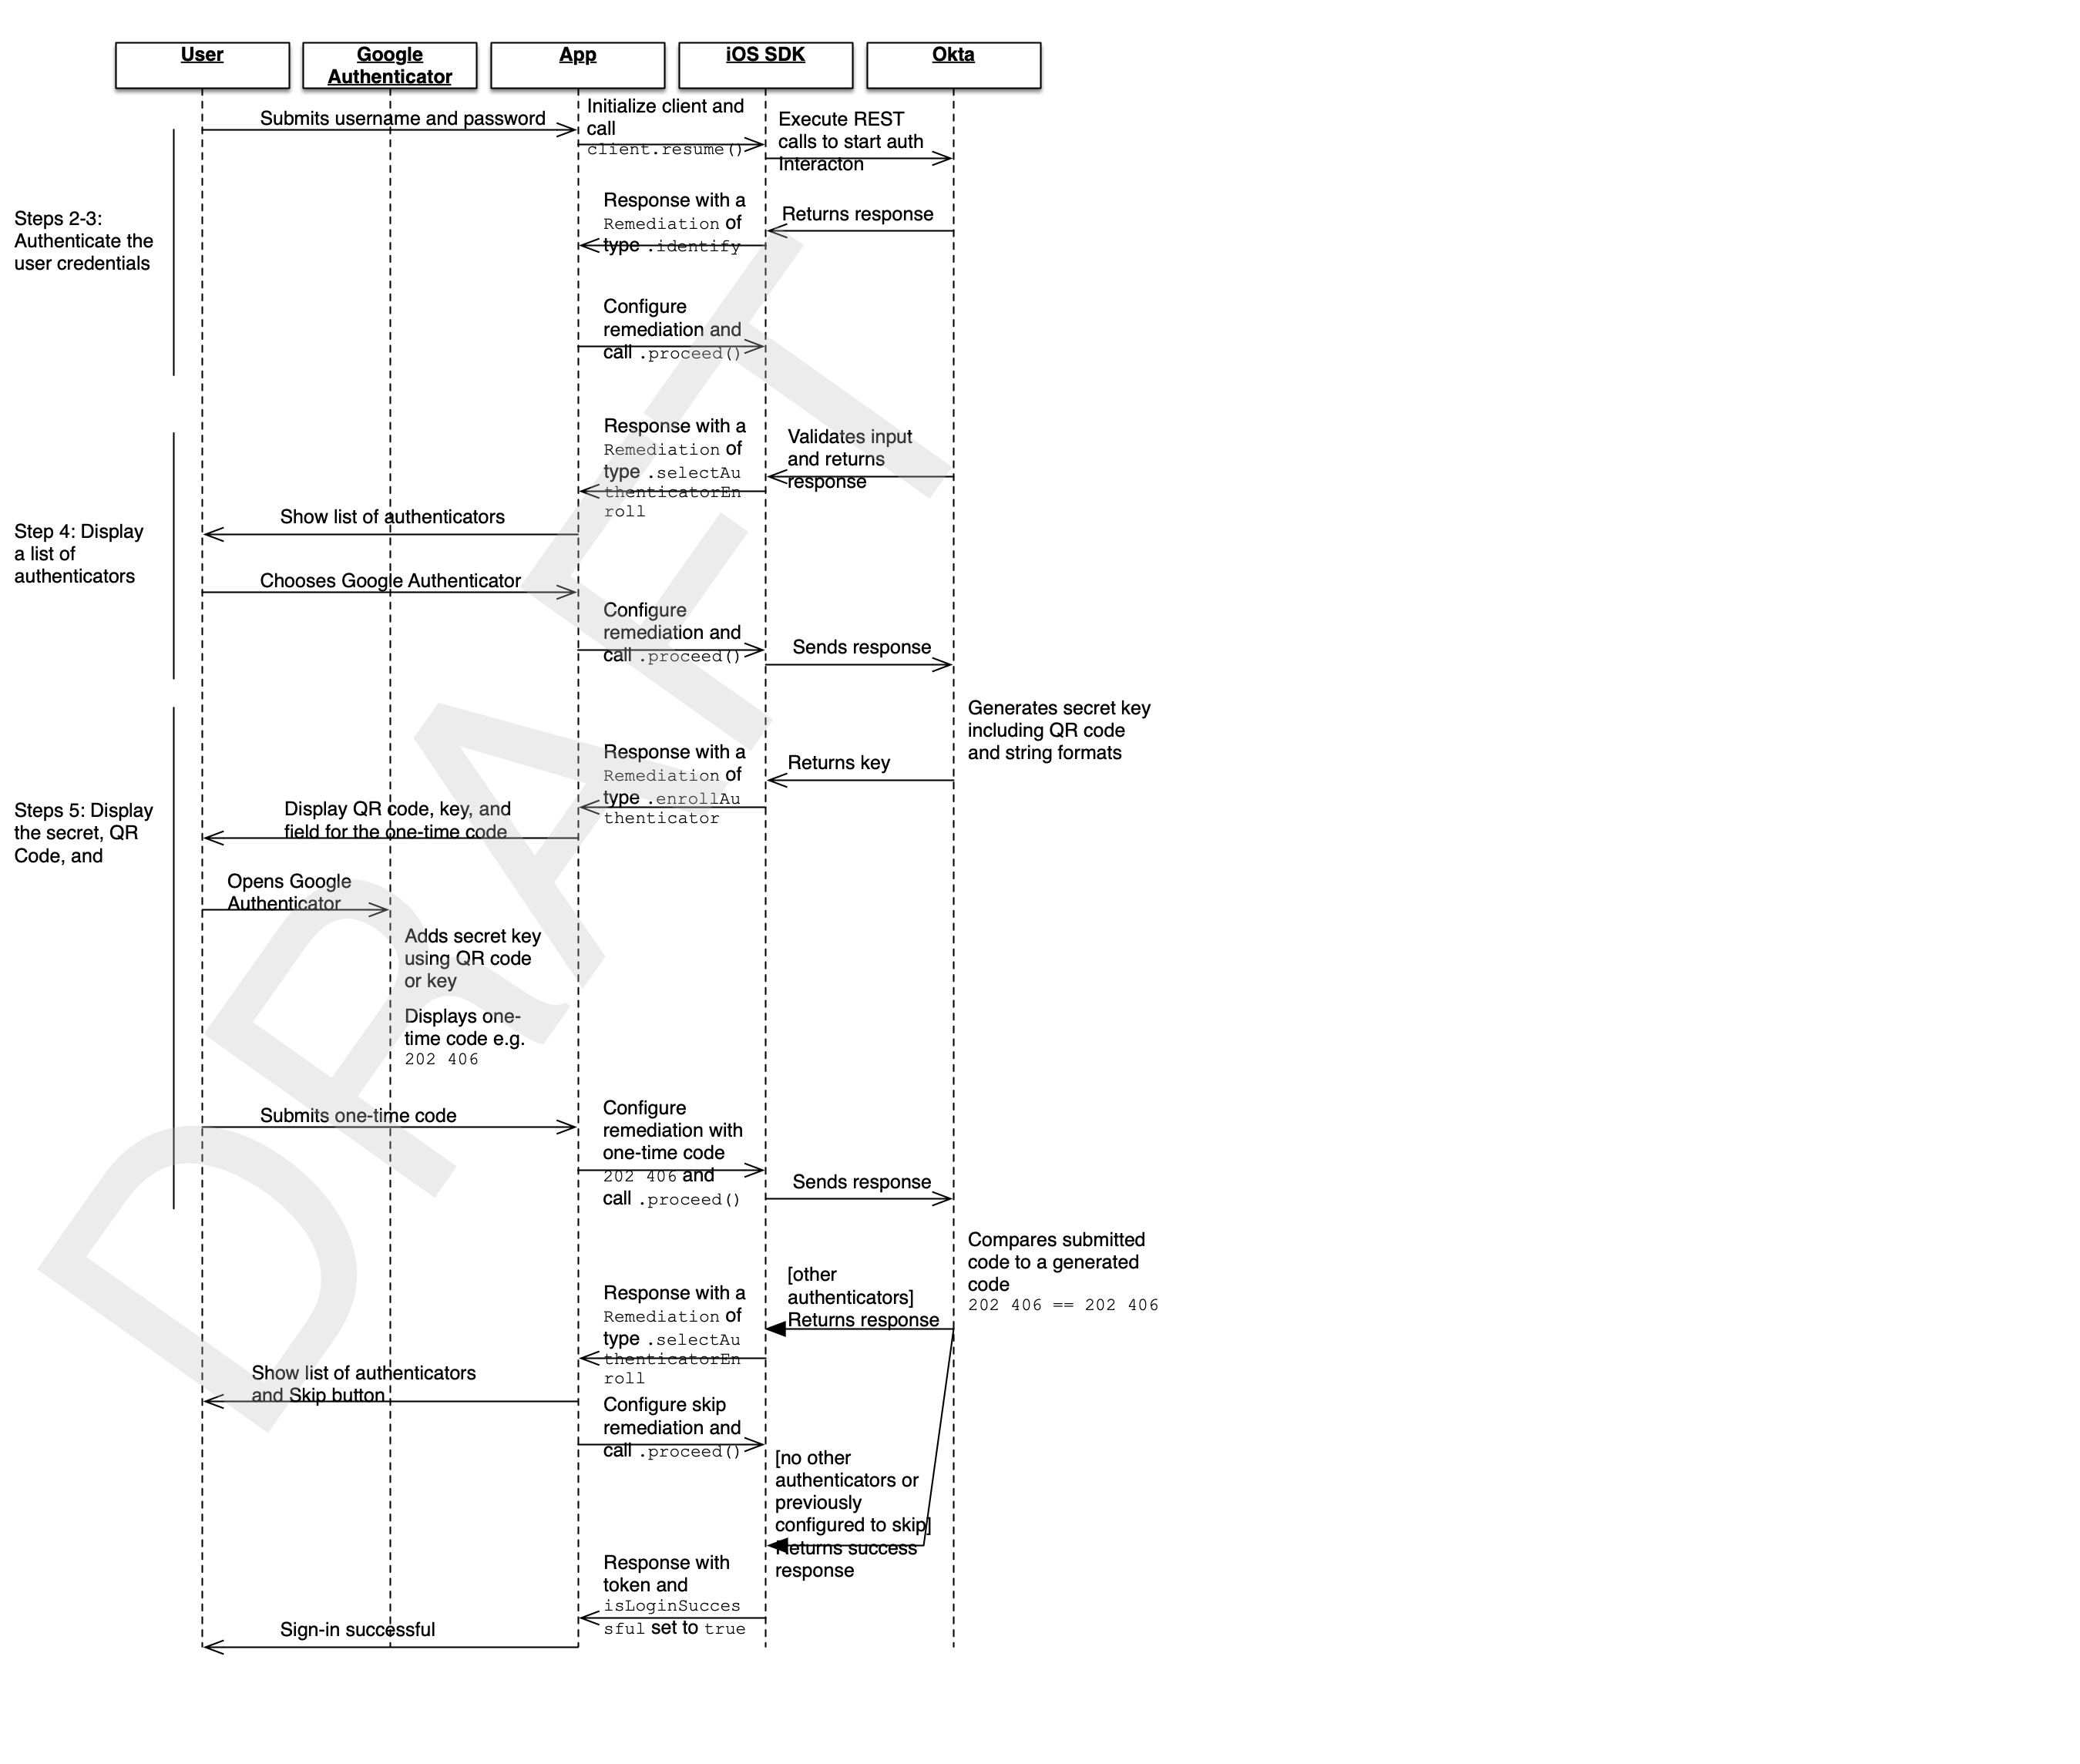 User
Google
Authenticator
App
iOS SDK
Okta
Submits username and password
Initialize client and
call
client.resume()
Execute REST
calls to start auth
Interacton
Steps 2-3:
Authenticate the
user credentials
Response with a
Remediation of
type .identify
Returns response
Configure
remediation and
call .proceed()
Response with a
Remediation of
type .selectAu
thenticatorEn
roll
Validates input
and returns
response
Step 4: Display
a list of
authenticators
Show list of authenticators
Chooses Google Authenticator
Configure
remediation and
call .proceed()
Sends response
Generates secret key
including QR code
and string formats
Returns key
Response with a
Remediation of
type .enrollAu
thenticator
Steps 5: Display
the secret, QR
Code, and
Display QR code, key, and
field for the one-time code
Opens Google
Authenticator
Adds secret key
using QR code
or key
Displays one-
time code e.g.
202 406
Submits one-time code
Configure
remediation with
one-time code
202 406 and
call .proceed()
Sends response
Compares submitted
code to a generated
code
202 406 == 202 406
[other
authenticators]
Returns response
Response with a
Remediation of
type .selectAu
thenticatorEn
roll
Show list of authenticators
and Skip button
Configure skip
remediation and
call .proceed()
[no other
authenticators or
previously
configured to skip]
Returns success
response
Response with
token and
isLoginSucces
sful set to true
Sign-in successful
DRAFT